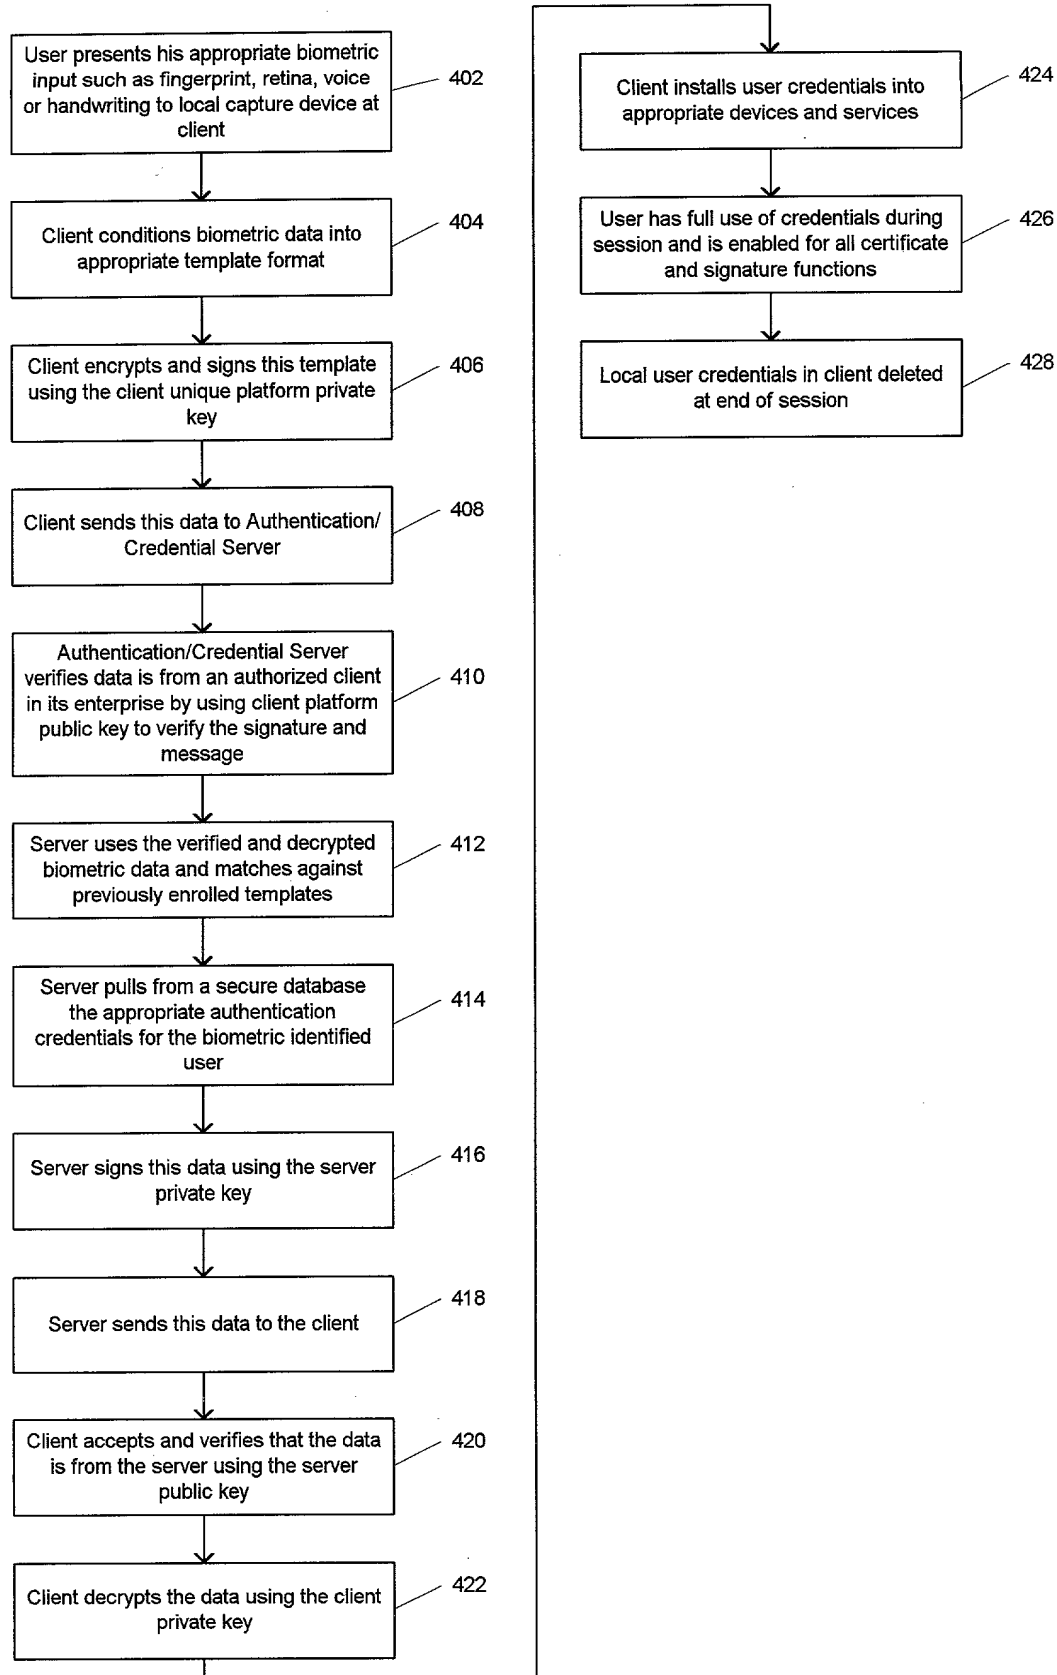 User presents his appropriate biometric
input such as fingerprint, retina, voice
or handwriting to local capture device at
client
402
Client conditions biometric data into
appropriate template format
404
Client encrypts and signs this template
using the client unique platform private
key
406
Client sends this data to Authentication/
Credential Server
408
Authentication/Credential Server
verifies data is from an authorized client
in its enterprise by using client platform
public key to verify the signature and
message
410
Server uses the verified and decrypted
biometric data and matches against
previously enrolled templates
412
Server pulls from a secure database
the appropriate authentication
credentials for the biometric identified
user
414
Server signs this data using the server
private key
416
Server sends this data to the client
418
Client accepts and verifies that the data
is from the server using the server
public key
420
Client decrypts the data using the client
private key
422
Client installs user credentials into
appropriate devices and services
424
User has full use of credentials during
session and is enabled for all certificate
and signature functions
426
Local user credentials in client deleted
at end of session
428